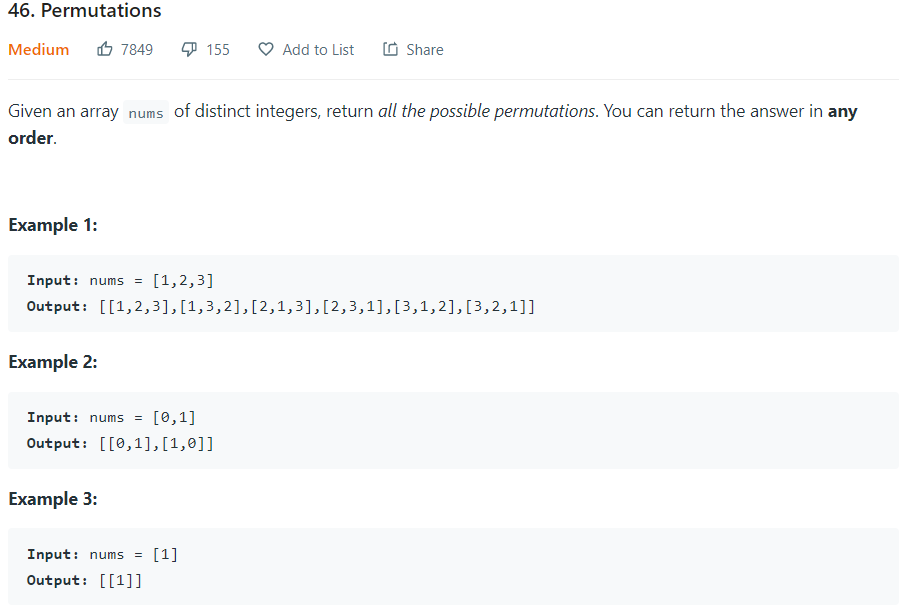 46. Permutations
Medium 7849 155 Add to List Share
Given an array nums of distinct integers, return all the possible permutations. You can return the answer in any
order.
Example 1:
Input: nums = [1,2,3]
Output: [[1,2,3],[1,3,2],[2,1,3],[2,3,1],[3,1,2],[3,2,1]]
Example 2:
Input: nums = [0,1]
Output: [[0,1],[1,0]]
Example 3:
Input: nums = [1]
Output: [[1]]